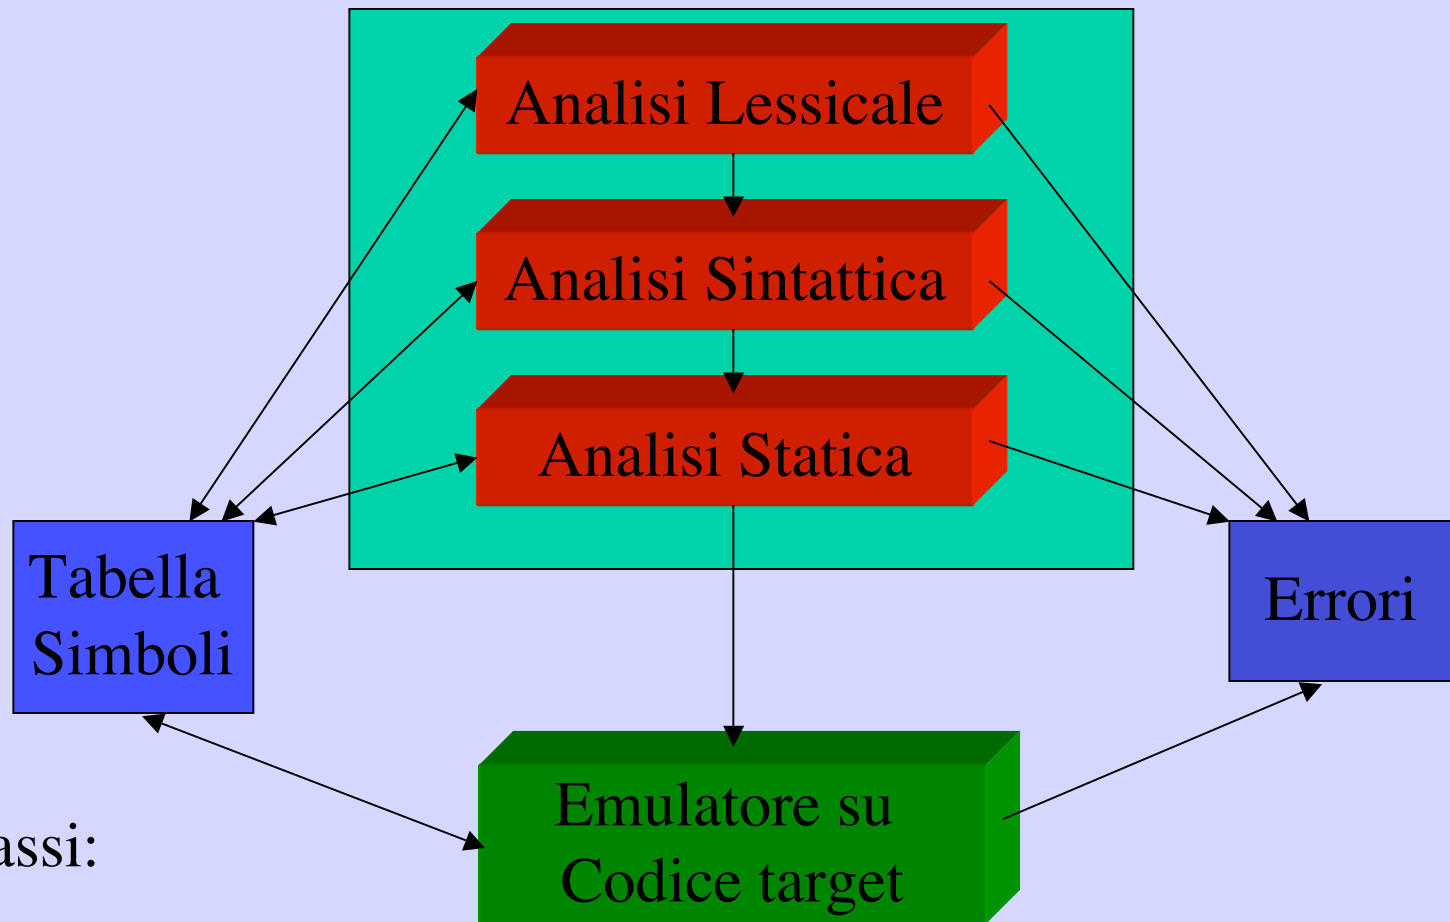 Analisi Lessicale
Analisi Sintattica
Analisi Statica
Tabella
Simboli
Errori
Emulatore su
Codice target
assi: